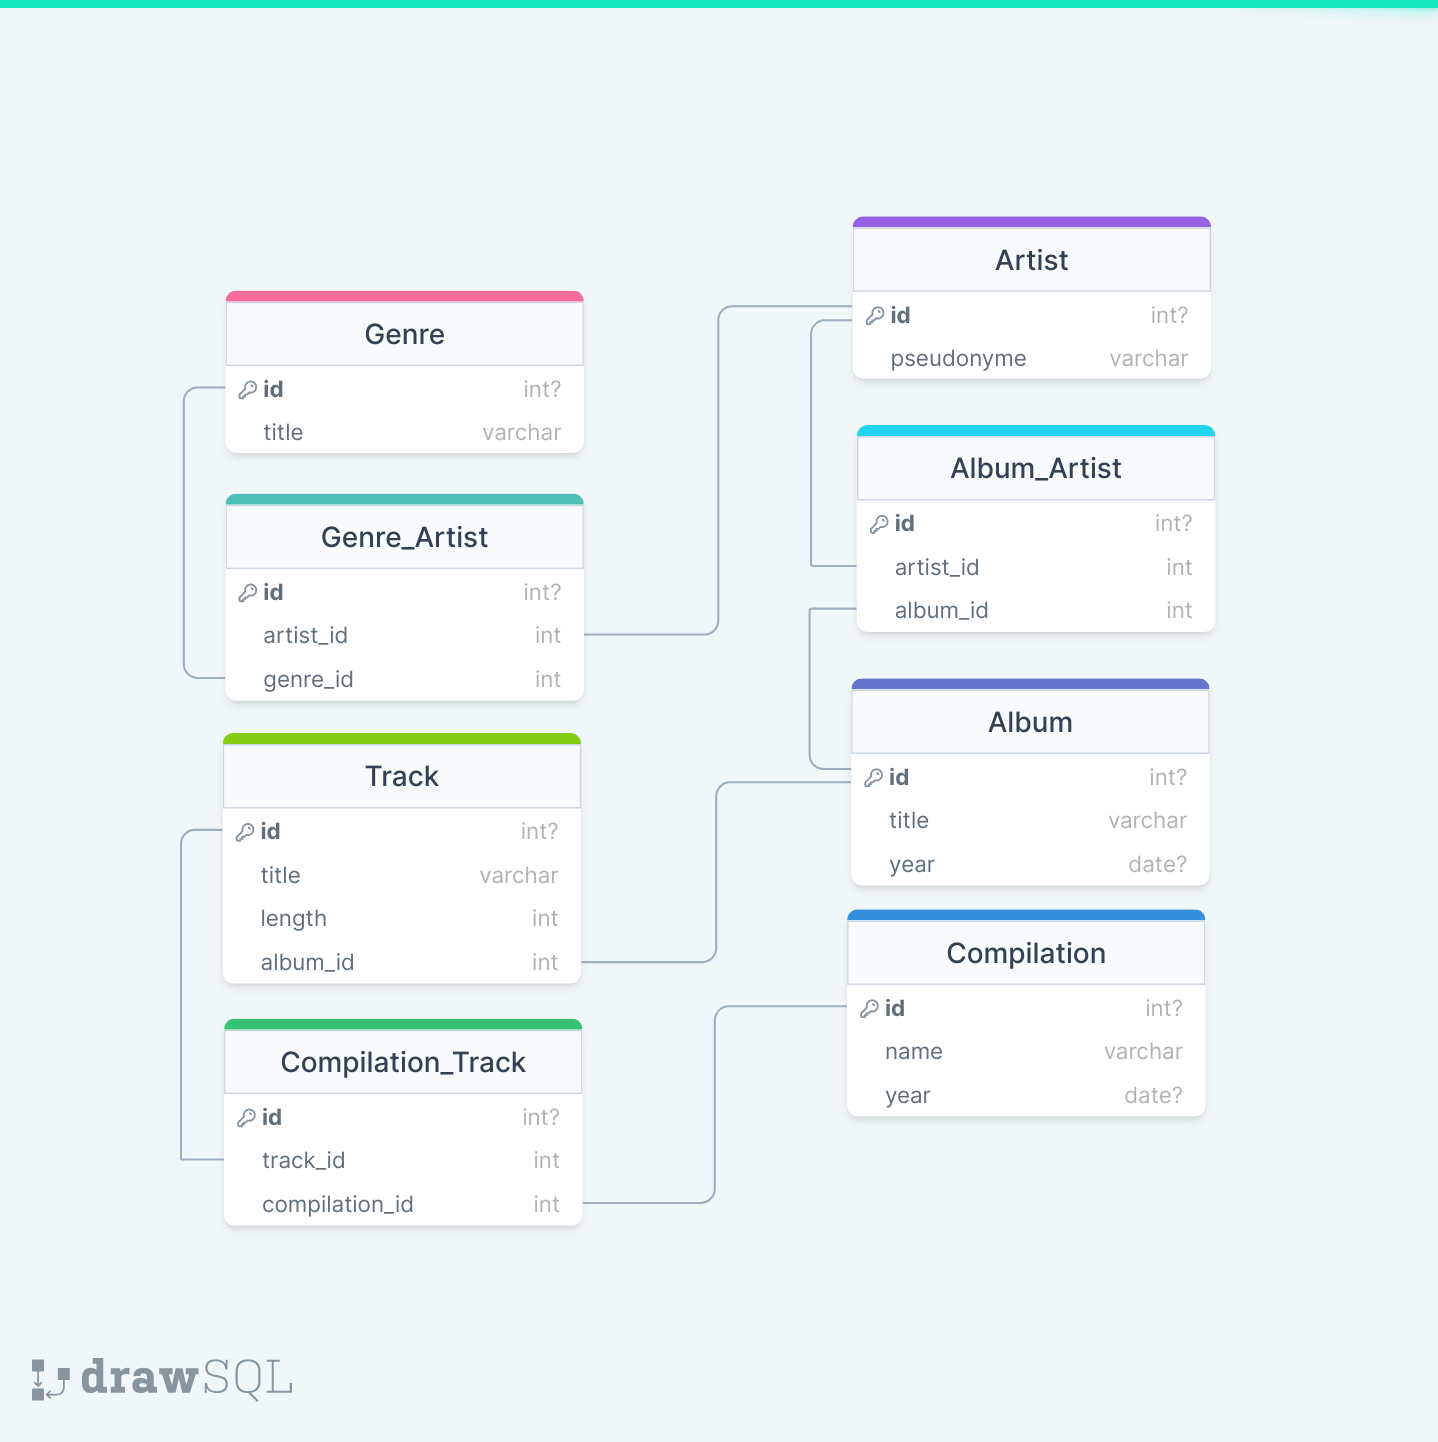 Genre
id int?
title varchar
Genre_Artist
id int?
artist_id int
genre_id int
Track
id int?
title varchar
length int
album_id int
Compilation_Track
id int?
track_id int
compilation_id int
Artist
id int?
pseudonyme varchar
Album_Artist
id int?
artist_id int
album_id int
Album
id int?
title varchar
year date?
Compilation
id int?
name varchar
year date?
drawSQL